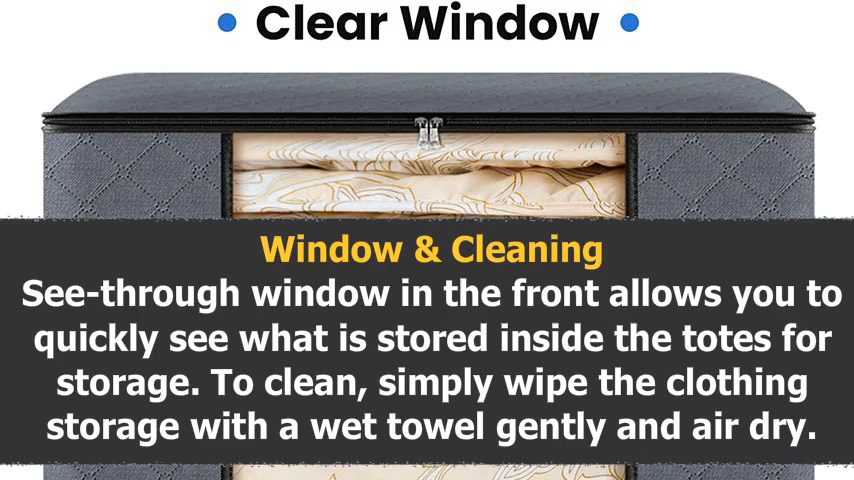 Clear Window
Window & Cleaning
See-through window in the front allows you to
quickly see what is stored inside the totes for
storage. To clean, simply wipe the clothing
storage with a wet towel gently and air dry.